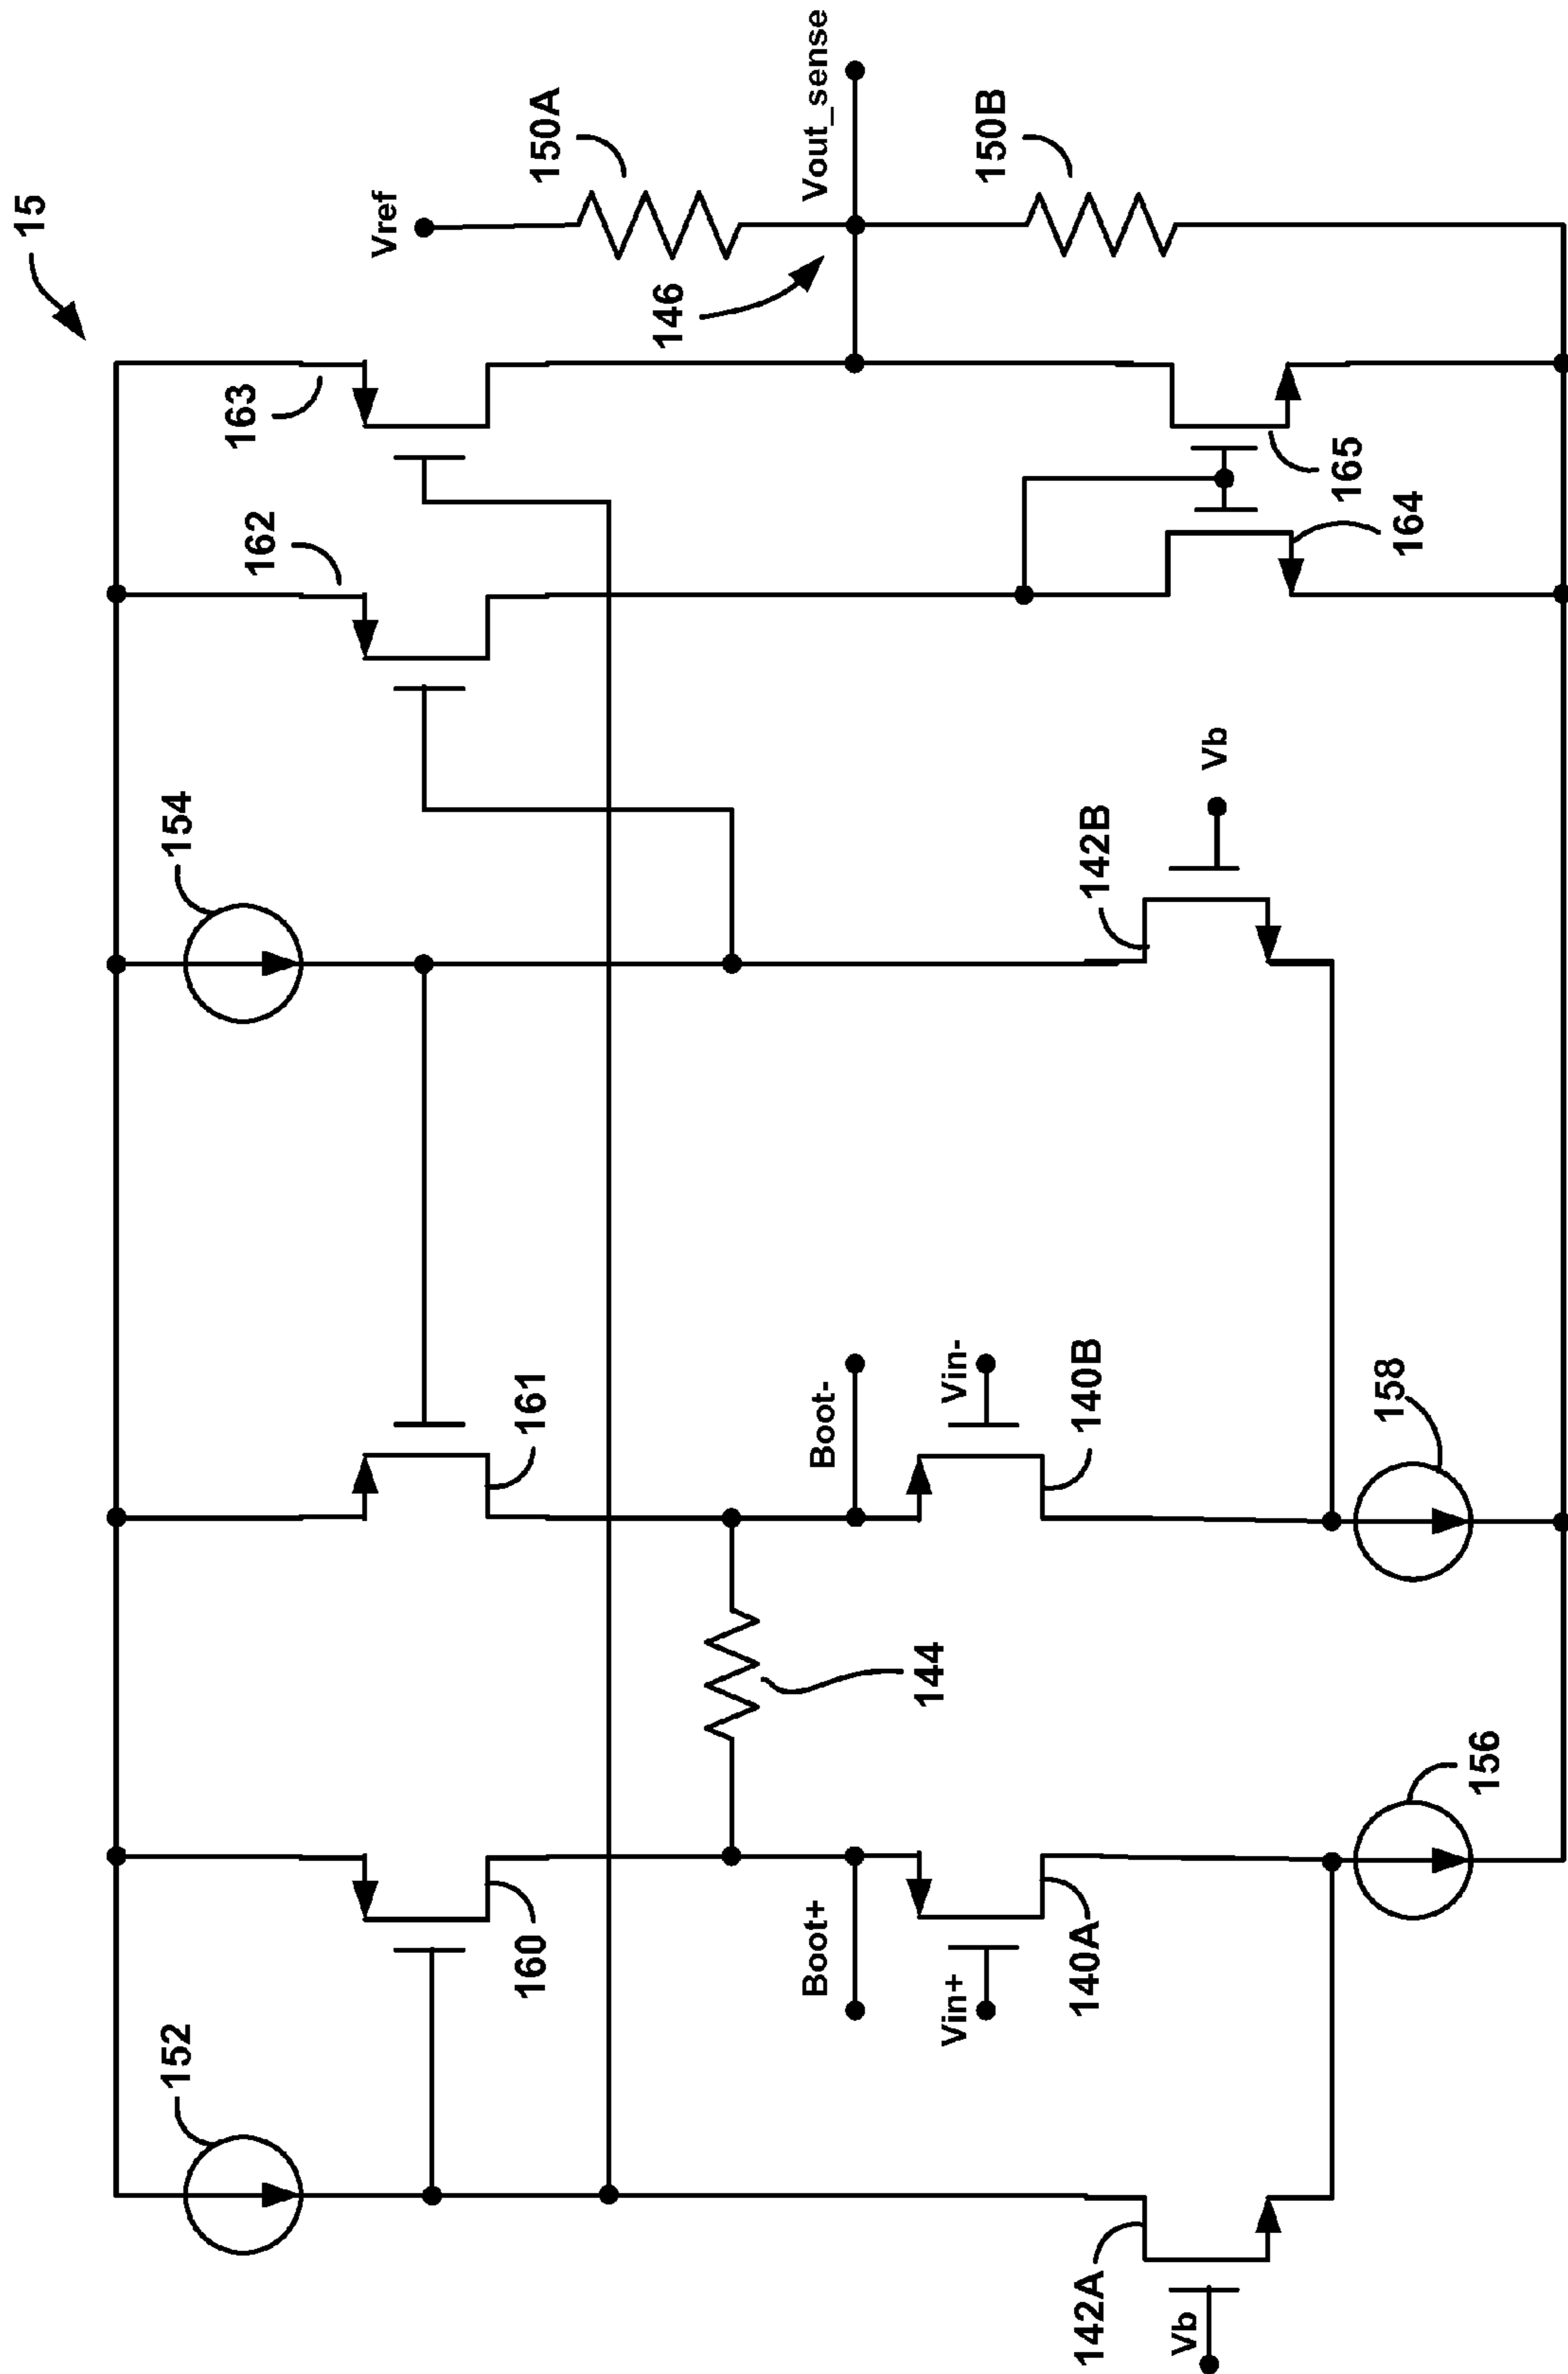 15
152
154
162
163
Vref
150A
146
Vout_sense
150B
160
161
144
Boot+
Boot-
Vin+
Vin-
140A
140B
142A
Vb
142B
Vb
156
158
164
165